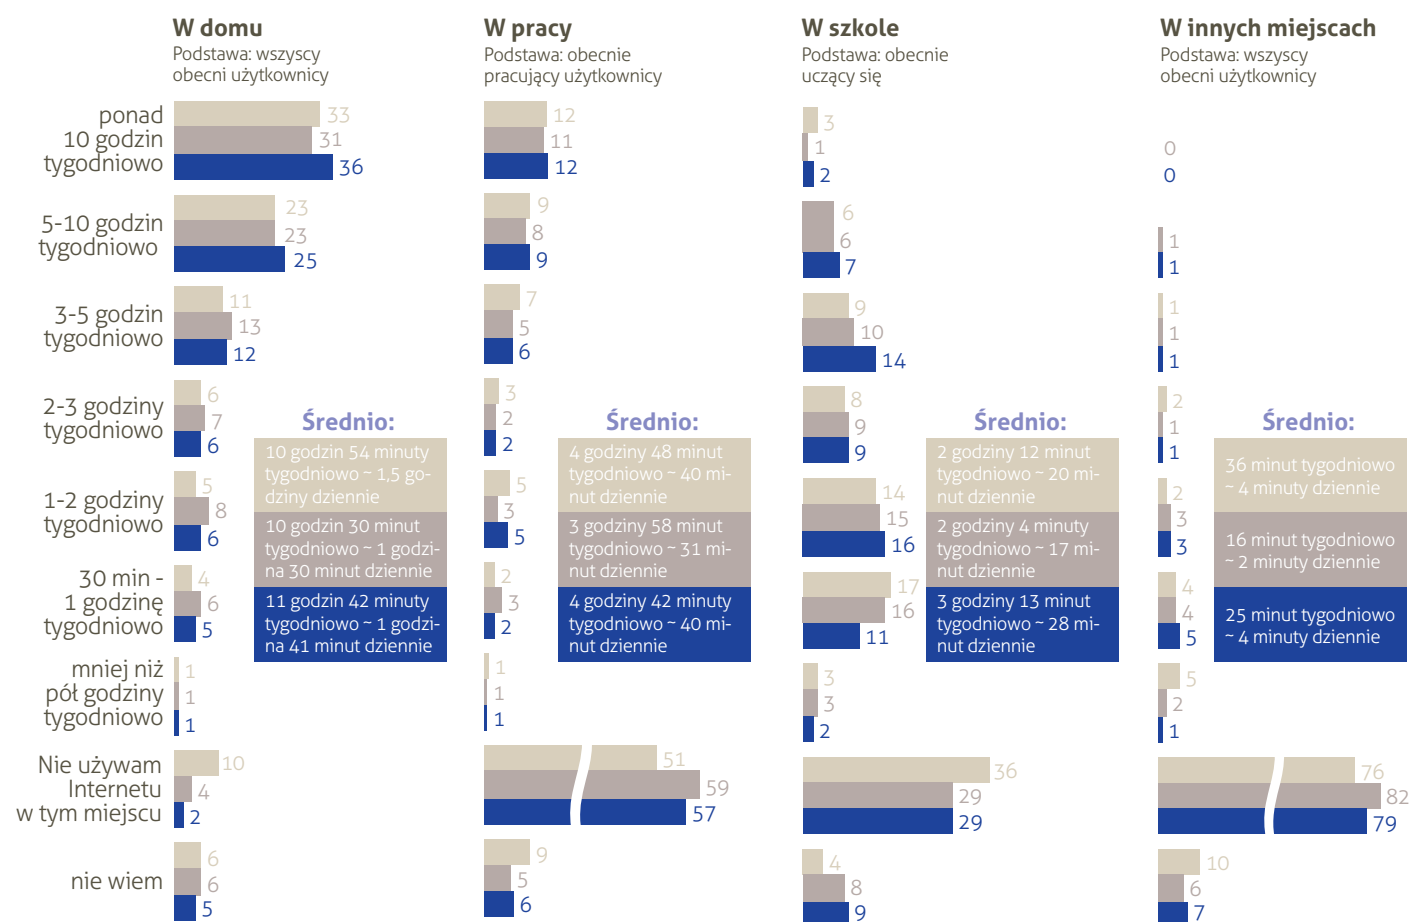 W domu
Podstawa: wszyscy
obecni użytkownicy
W pracy
Podstawa: obecnie
pracujący użytkownicy
W szkole
Podstawa: obecnie
uczący się
W innych miejscach
Podstawa: wszyscy
obecni użytkownicy
ponad
10 godzin
tygodniowo
33
31
36
12
11
12
3
1
2
0
0
5-10 godzin
tygodniowo
23
23
25
9
8
9
6
6
7
1
1
3-5 godzin
tygodniowo
11
13
12
7
5
6
9
10
14
1
1
1
2-3 godziny
tygodniowo
6
7
6
3
2
2
8
9
9
2
1
1
1-2 godziny
tygodniowo
5
8
6
5
3
5
14
15
16
2
3
3
30 min -
1 godzinę
tygodniowo
4
6
5
2
3
2
17
16
11
4
4
5
mniej niż
pół godziny
tygodniowo
1
1
1
1
1
1
3
3
2
5
2
1
Nie używam
Internetu
w tym miejscu
10
4
2
51
59
57
36
29
29
76
82
79
nie wiem
6
6
5
9
5
6
4
8
9
10
6
7
Średnio:
10 godzin 54 minuty
tygodniowo ~ 1,5 go-
dziny dziennie
10 godzin 30 minut
tygodniowo ~ 1 godzi-
na 30 minut dziennie
11 godzin 42 minuty
tygodniowo ~ 1 godzi-
na 41 minut dziennie
Średnio:
4 godziny 48 minut
tygodniowo ~ 40 mi-
nut dziennie
3 godziny 58 minut
tygodniowo ~ 31 mi-
nut dziennie
4 godziny 42 minuty
tygodniowo ~ 40 mi-
nut dziennie
Średnio:
2 godziny 12 minut
tygodniowo ~ 20 mi-
nut dziennie
2 godziny 4 minuty
tygodniowo ~ 17 mi-
nut dziennie
3 godziny 13 minut
tygodniowo ~ 28 mi-
nut dziennie
Średnio:
36 minut tygodniowo
~ 4 minuty dziennie
16 minut tygodniowo
~ 2 minuty dziennie
25 minut tygodniowo
~ 4 minuty dziennie